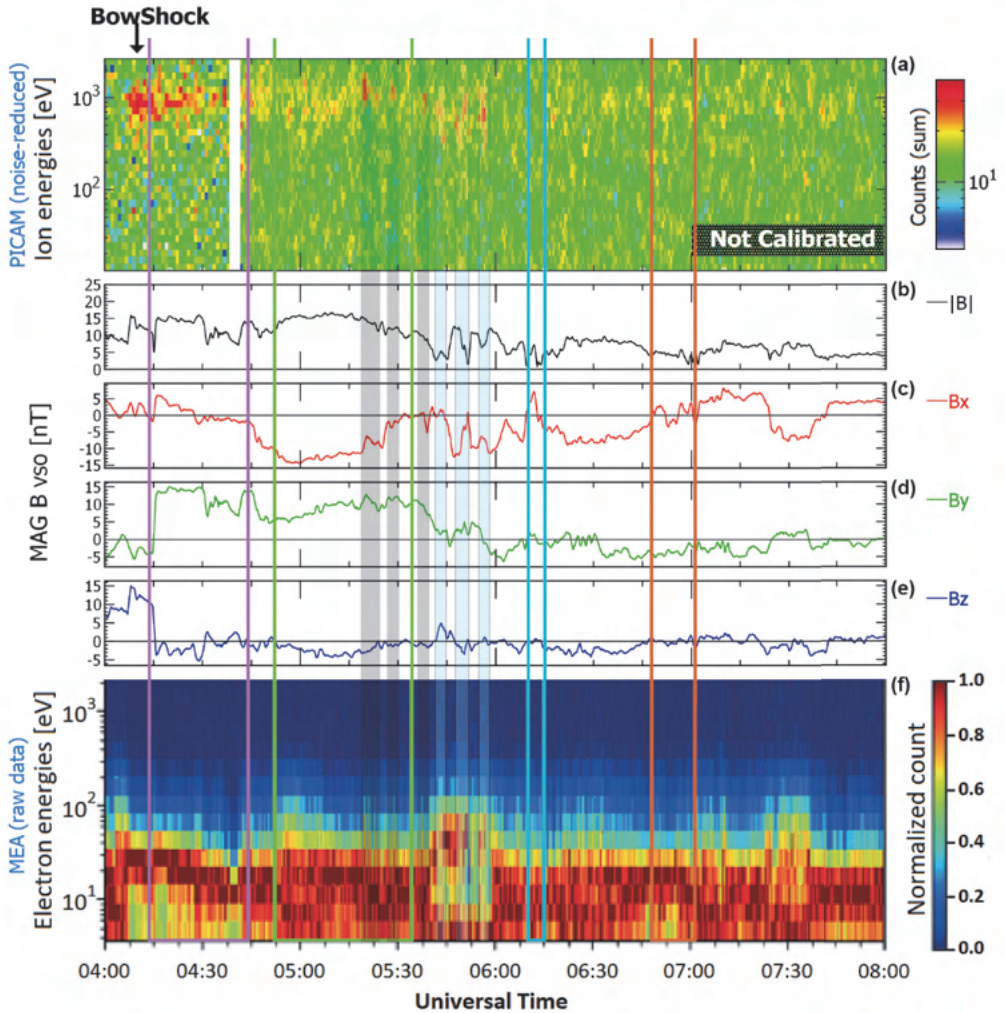 BowShock
(a)
PICAM (noise-reduced)
Ion energies [eV]
10³
10²
Not Calibrated
Counts (sum)
10¹
(b)
25
20
15
10
5
0
|B|
(c)
5
0
-5
-10
-15
Bx
MAG B vso [nT]
(d)
15
10
5
0
-5
By
(e)
15
10
5
0
-5
Bz
(f)
MEA (raw data)
Electron energies [eV]
10³
10²
10¹
1.0
0.8
0.6
0.4
0.2
0.0
Normalized count
04:00 04:30 05:00 05:30 06:00 06:30 07:00 07:30 08:00
Universal Time